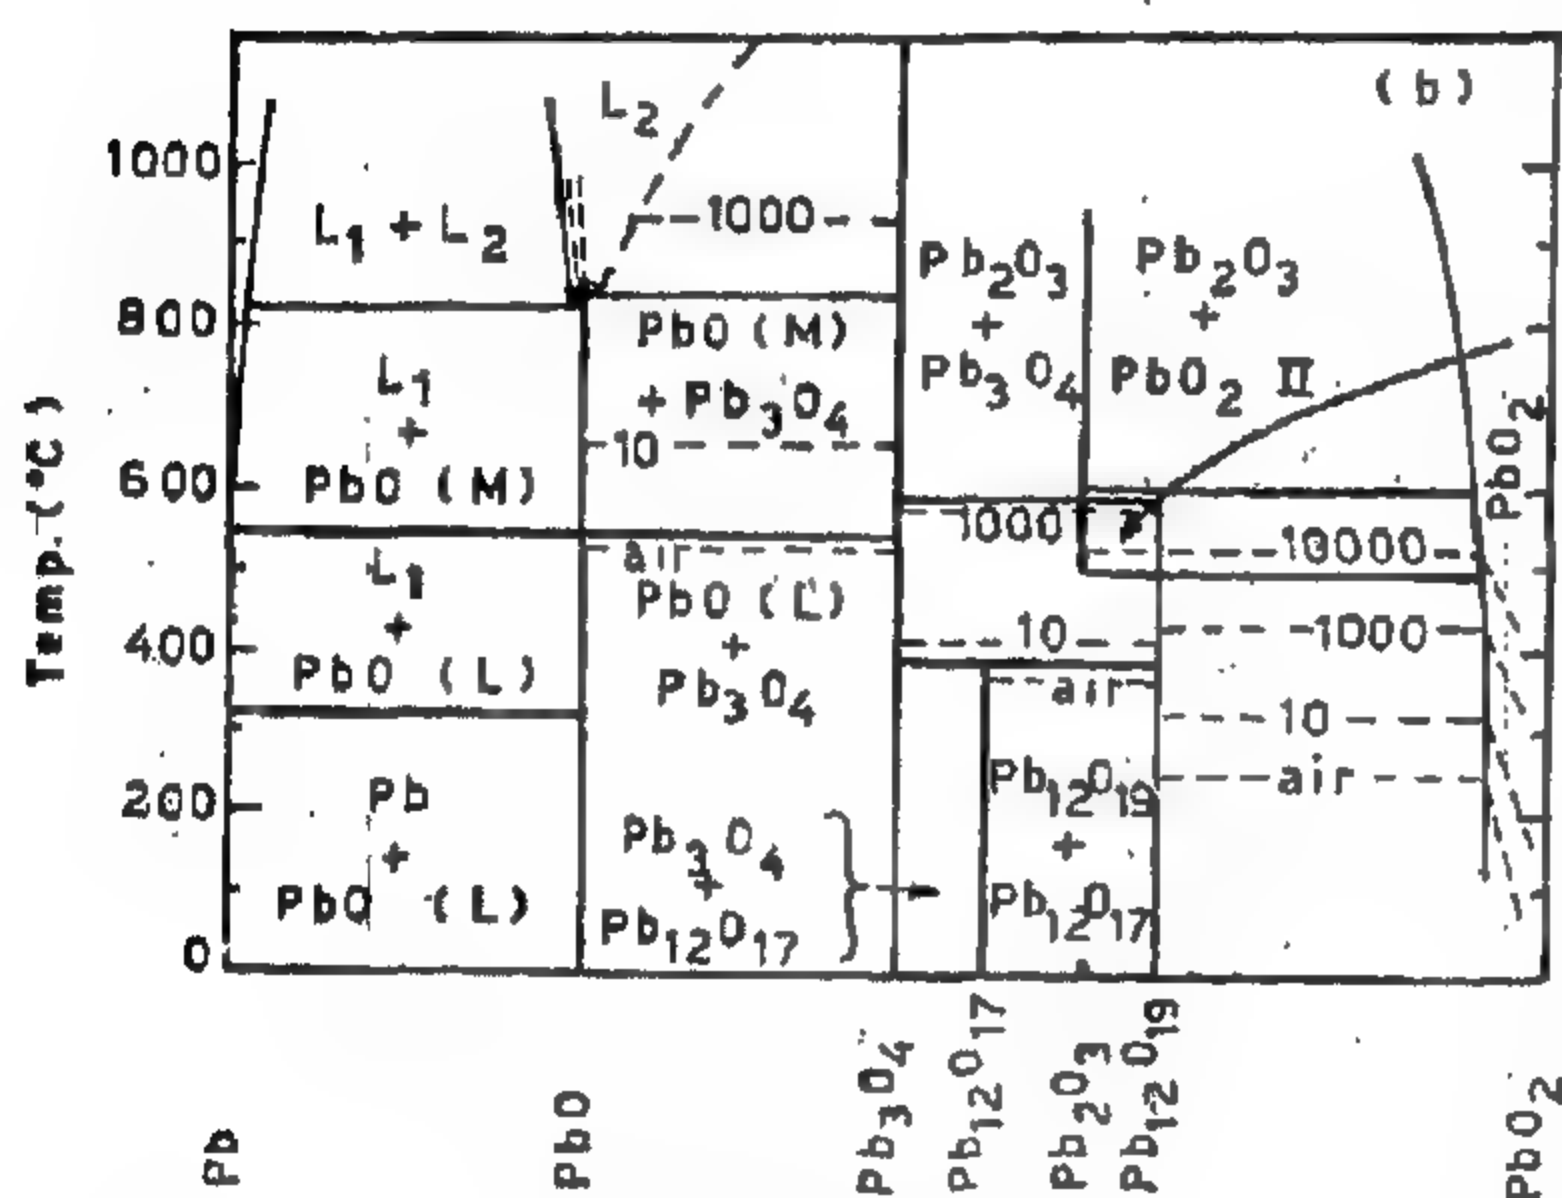 (b)
L2
1000
1000
L1 + L2
Pb2O3
+
Pb3O4
Pb2O3
+
PbO2 II
800
PbO (M)
+ Pb3O4
10
L1
+
PbO (M)
600
Temp. (°C)
PbO2
1000
10000
air
L1
+
PbO (L)
PbO (L)
+
Pb3O4
400
10
1000
air
10
air
200
Pb
+
PbO (L)
Pb3O4
+
Pb12O17
Pb12O19
+
Pb12O17
0
Pb
PbO
Pb3O4
Pb12O17
Pb2O3
Pb12O19
PbO2